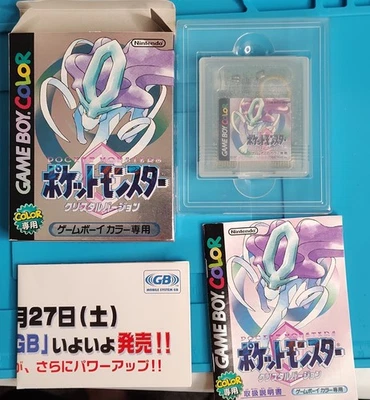 Nintendo
GAME BOY COLOR
POCKET MONSTERS
ポケットモンスター
クリスタルバージョン
COLOR専用
ゲームボーイカラー専用
GB
MOBILE SYSTEM GB
月27日(土)
GB」いよいよ発売!!
が、さらにパワーアップ!!
Nintendo
GAME BOY COLOR
ポケットモンスター
クリスタルバージョン
COLOR専用
取扱説明書
ゲームボーイカラー専用